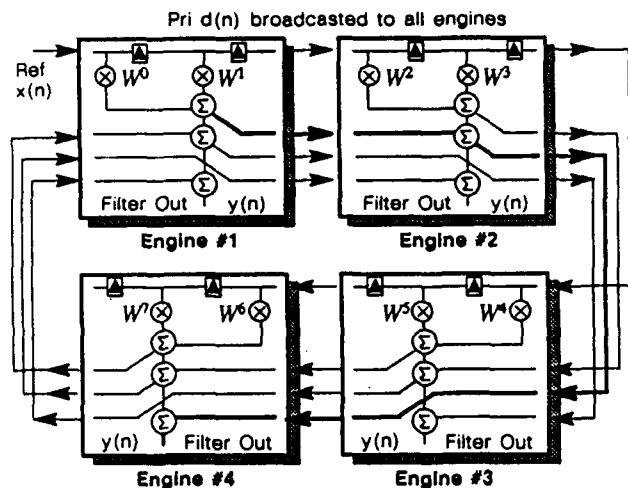 Pri d(n) broadcasted to all engines
Ref
x(n)
W⁰ W¹
W² W³
Σ Σ
Σ Σ
Σ Σ
Filter Out y(n)
Filter Out y(n)
Engine #1
Engine #2
W⁷ W⁶
W⁵ W⁴
Σ Σ
Σ Σ
Σ Σ
y(n) Filter Out
y(n) Filter Out
Engine #4
Engine #3